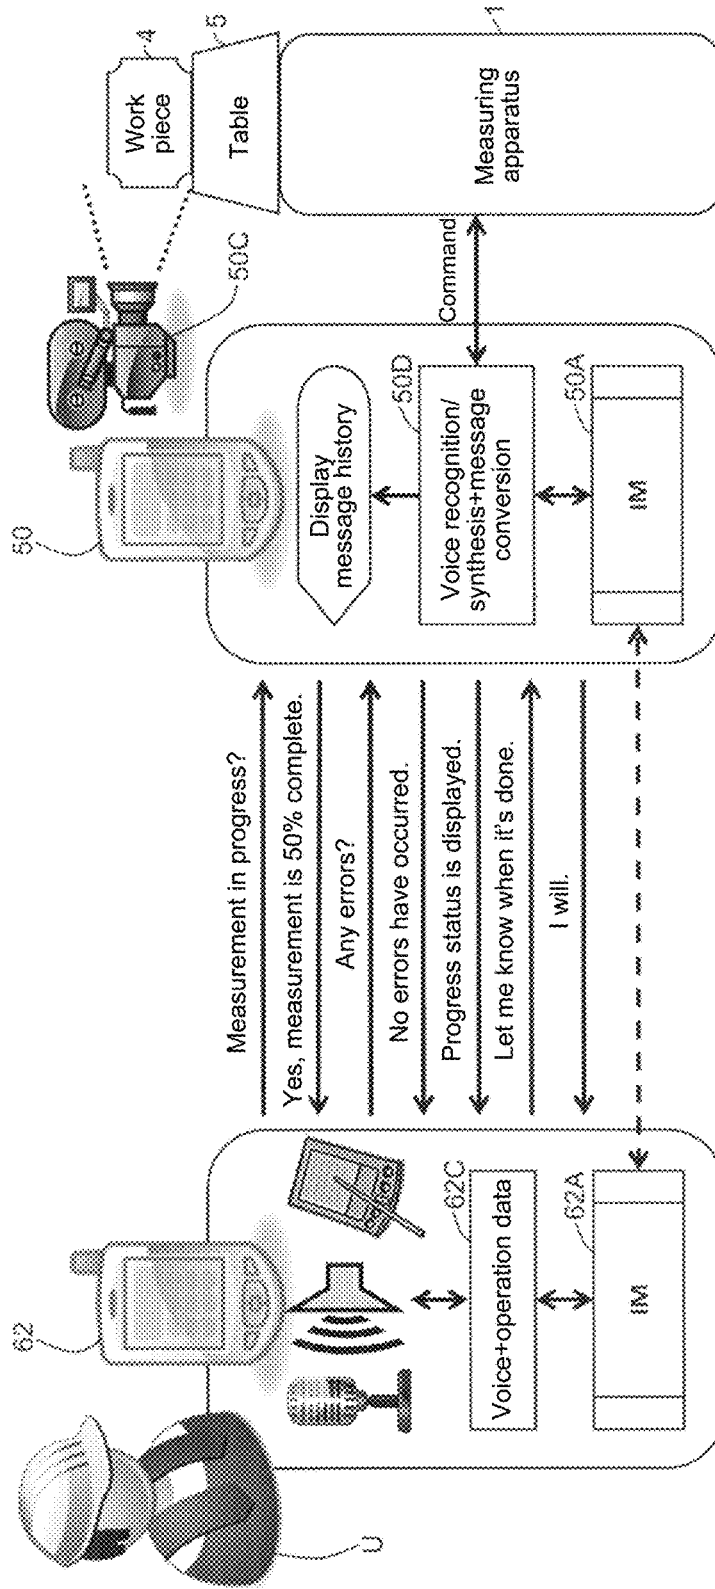 U
62
Voice+operation data
62C
IM
62A
Measurement in progress?
Yes, measurement is 50% complete.
Any errors?
No errors have occurred.
Progress status is displayed.
Let me know when it's done.
I will.
50
50C
Display
message history
Voice recognition/
synthesis+message
conversion
50D
IM
50A
Command
Work
piece
4
Table
5
Measuring
apparatus
1